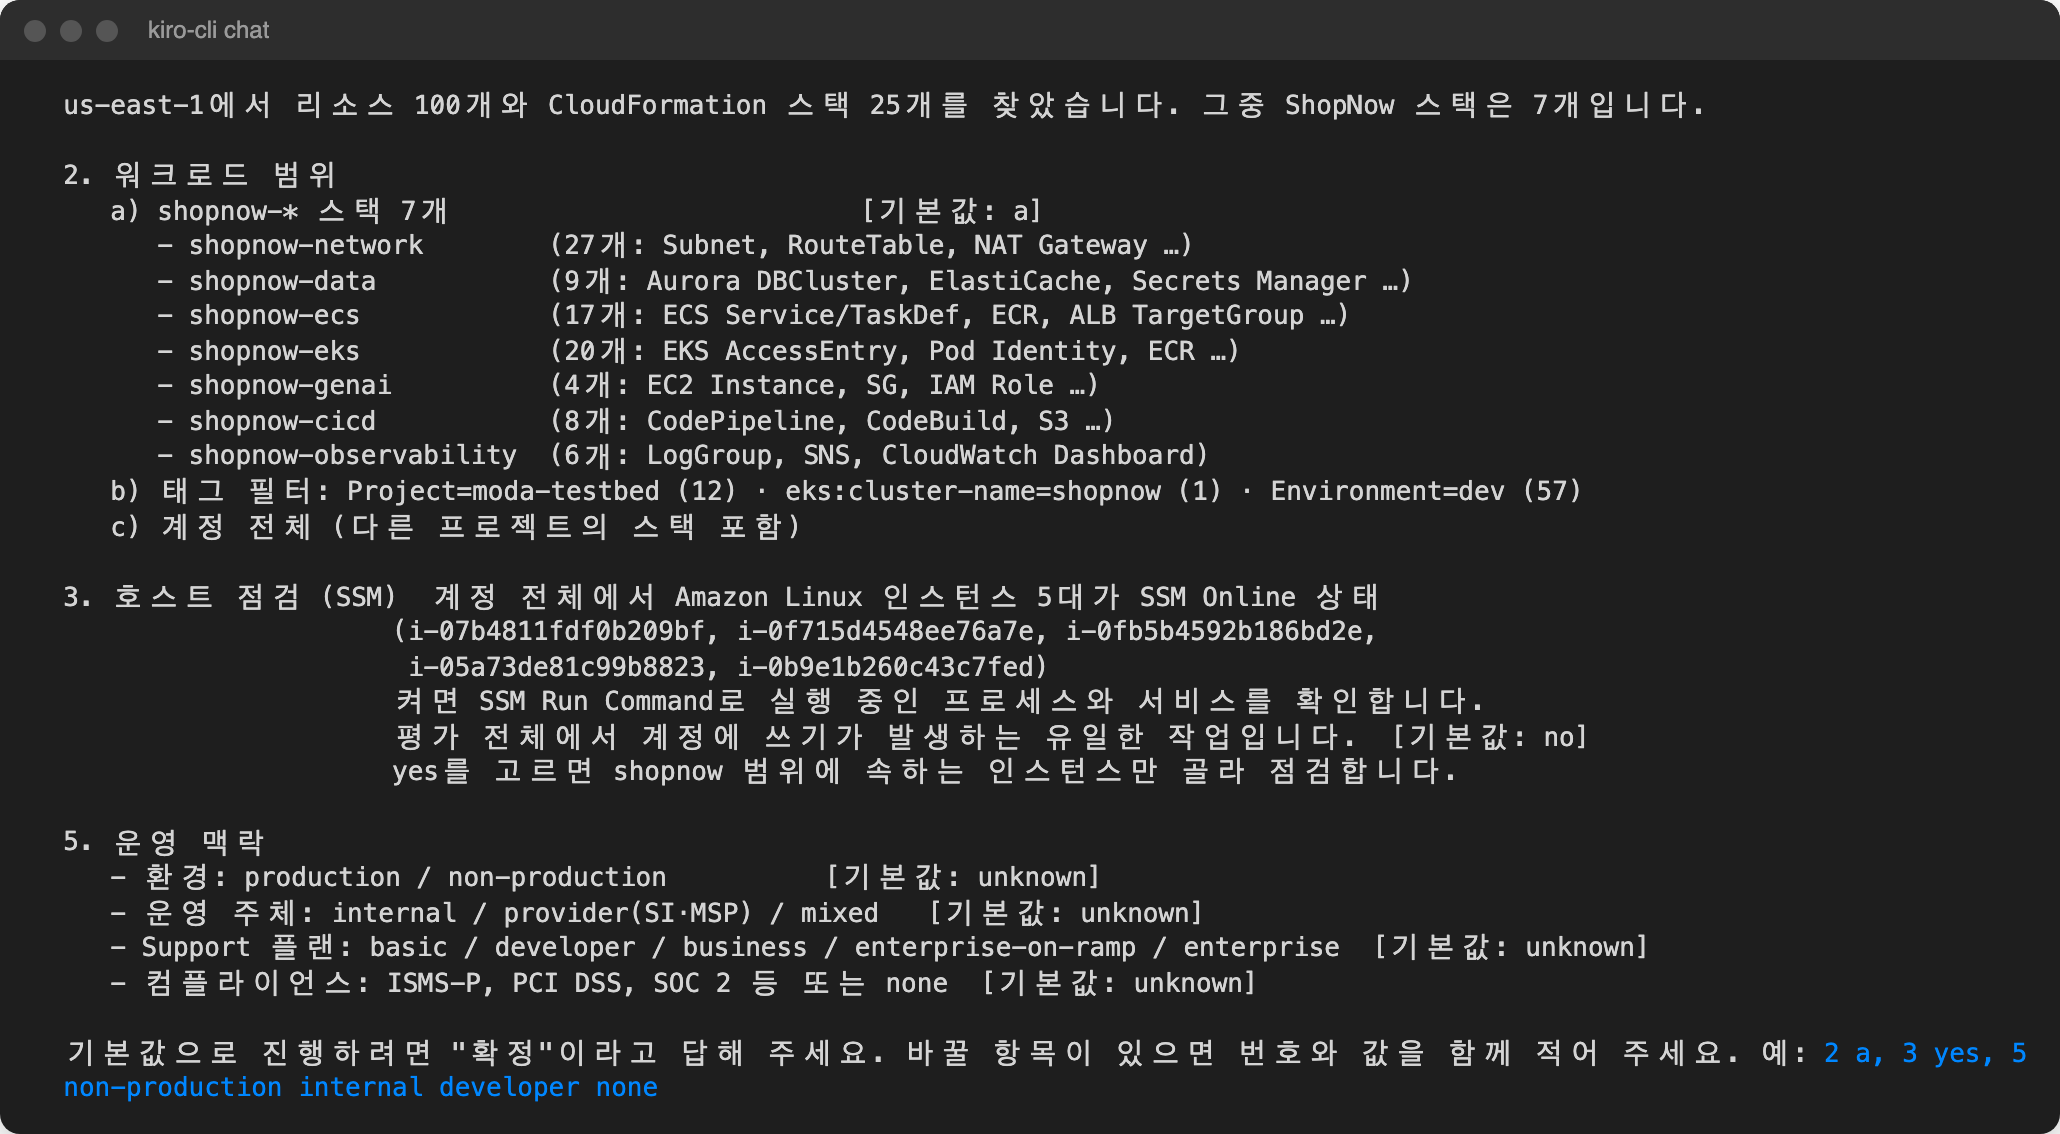 kiro-cli chat
us-east-1에서 리소스 100개와 CloudFormation 스택 25개를 찾았습니다. 그중 ShopNow 스택은 7개입니다.
2. 워크로드 범위
a) shopnow-* 스택 7개 [기본값: a]
- shopnow-network (27개: Subnet, RouteTable, NAT Gateway …)
- shopnow-data (9개: Aurora DBCluster, ElastiCache, Secrets Manager …)
- shopnow-ecs (17개: ECS Service/TaskDef, ECR, ALB TargetGroup …)
- shopnow-eks (20개: EKS AccessEntry, Pod Identity, ECR …)
- shopnow-genai (4개: EC2 Instance, SG, IAM Role …)
- shopnow-cicd (8개: CodePipeline, CodeBuild, S3 …)
- shopnow-observability (6개: LogGroup, SNS, CloudWatch Dashboard)
b) 태그 필터: Project=moda-testbed (12) · eks:cluster-name=shopnow (1) · Environment=dev (57)
c) 계정 전체 (다른 프로젝트의 스택 포함)
3. 호스트 점검 (SSM) 계정 전체에서 Amazon Linux 인스턴스 5대가 SSM Online 상태
(i-07b4811fdf0b209bf, i-0f715d4548ee76a7e, i-0fb5b4592b186bd2e,
i-05a73de81c99b8823, i-0b9e1b260c43c7fed)
켜면 SSM Run Command로 실행 중인 프로세스와 서비스를 확인합니다.
평가 전체에서 계정에 쓰기가 발생하는 유일한 작업입니다. [기본값: no]
yes를 고르면 shopnow 범위에 속하는 인스턴스만 골라 점검합니다.
5. 운영 맥락
- 환경: production / non-production [기본값: unknown]
- 운영 주체: internal / provider(SI·MSP) / mixed [기본값: unknown]
- Support 플랜: basic / developer / business / enterprise-on-ramp / enterprise [기본값: unknown]
- 컴플라이언스: ISMS-P, PCI DSS, SOC 2 등 또는 none [기본값: unknown]
기본값으로 진행하려면 "확정"이라고 답해 주세요. 바꿀 항목이 있으면 번호와 값을 함께 적어 주세요. 예: 2 a, 3 yes, 5
non-production internal developer none